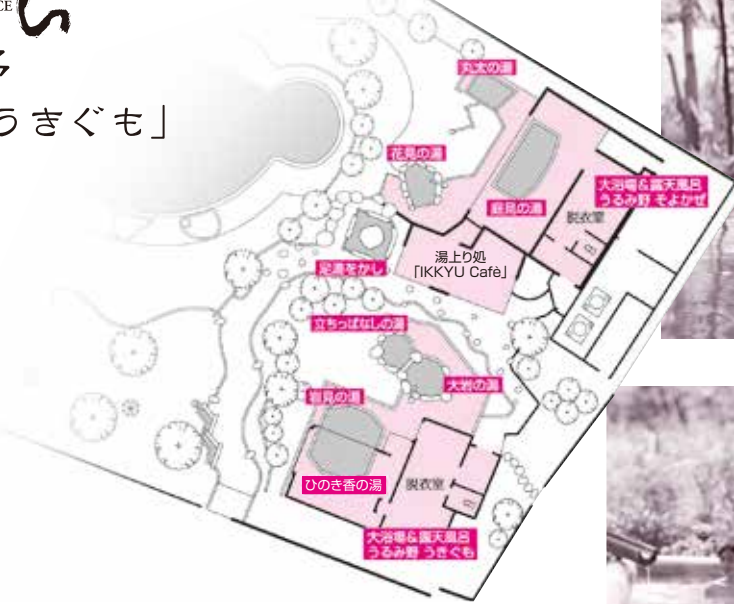 CE
うきぐも」
丸太の湯
花見の湯
庭見の湯
大浴場&露天風呂
うるみ野 そよかぜ
脱衣室
湯上り処
「IKKYU Cafè」
足湯をかし
立ちっぱなしの湯
大岩の湯
岩見の湯
ひのき香の湯
脱衣室
大浴場&露天風呂
うるみ野 うきぐも